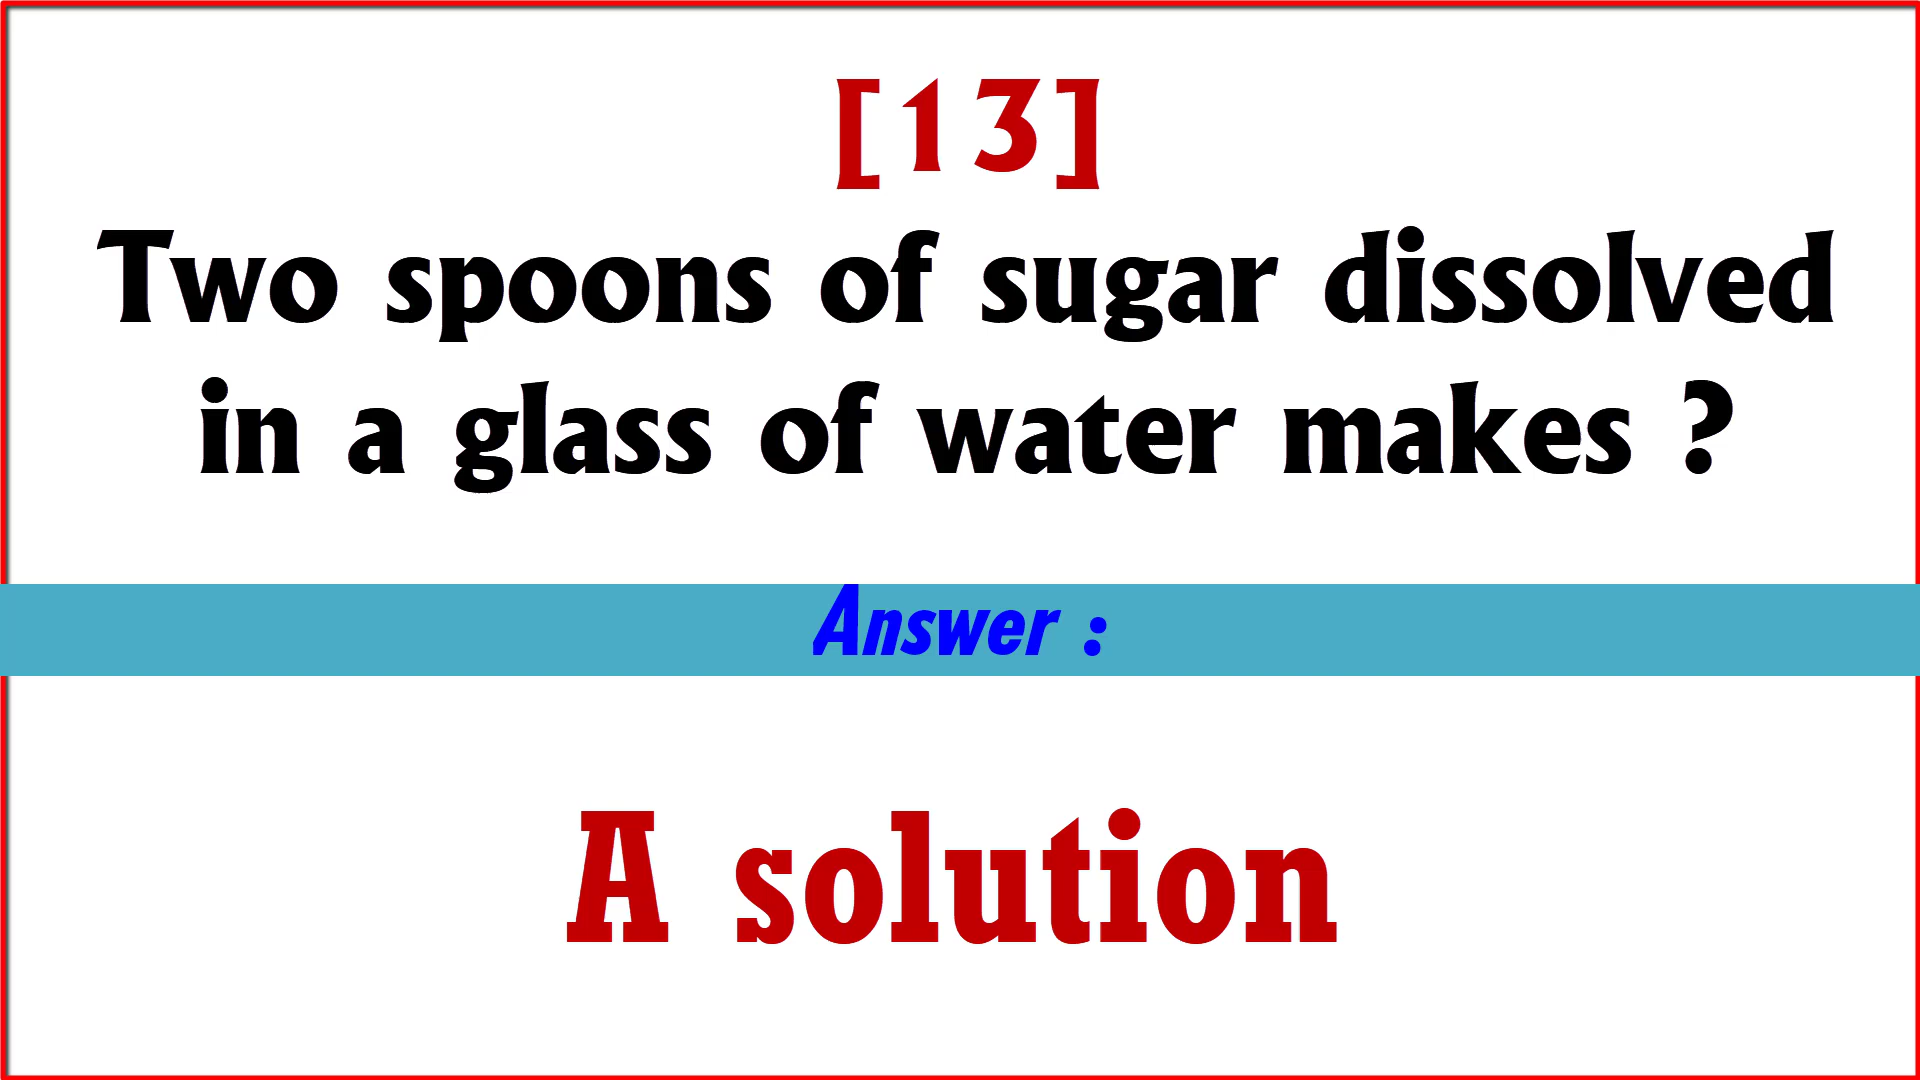 [13]
Two spoons of sugar dissolved
in a glass of water makes ?
Answer :
A solution